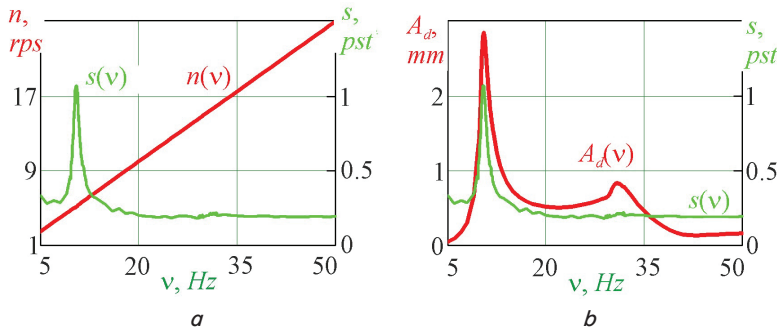 n, rps
s, pst
17
9
1
1
0.5
0
s(ν)
n(ν)
5 20 35 50
ν, Hz
a
A_d, mm
s, pst
2
1
0
1
0.5
0
A_d(ν)
s(ν)
5 20 35 50
ν, Hz
b